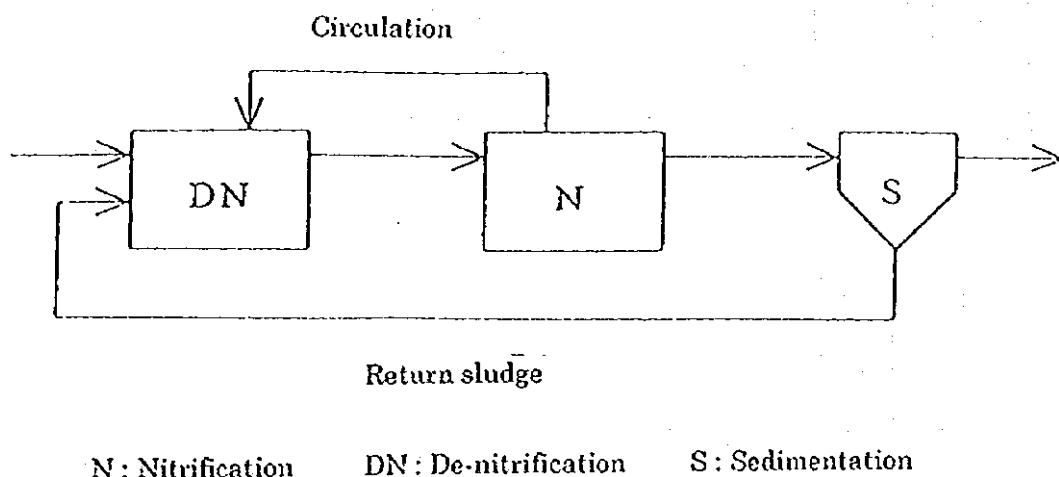 Circulation
DN
N
S
Return sludge
N : Nitrification DN : De-nitrification S : Sedimentation